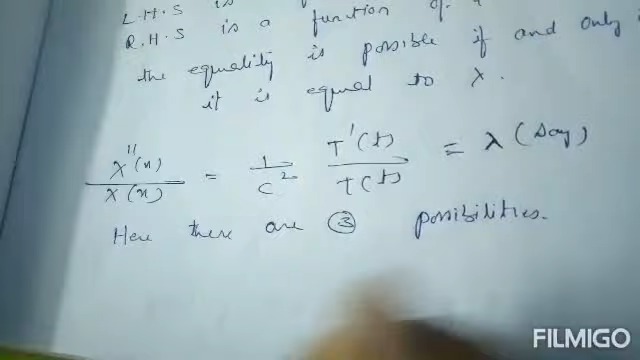 L.H.S is
R.H.S is a function of
the equality is possible if and only
it is equal to λ.
X''(x)/X(x) = 1/C² T'(t)/T(t) = λ (say)
Here there are ③ possibilities.
FILMIGO